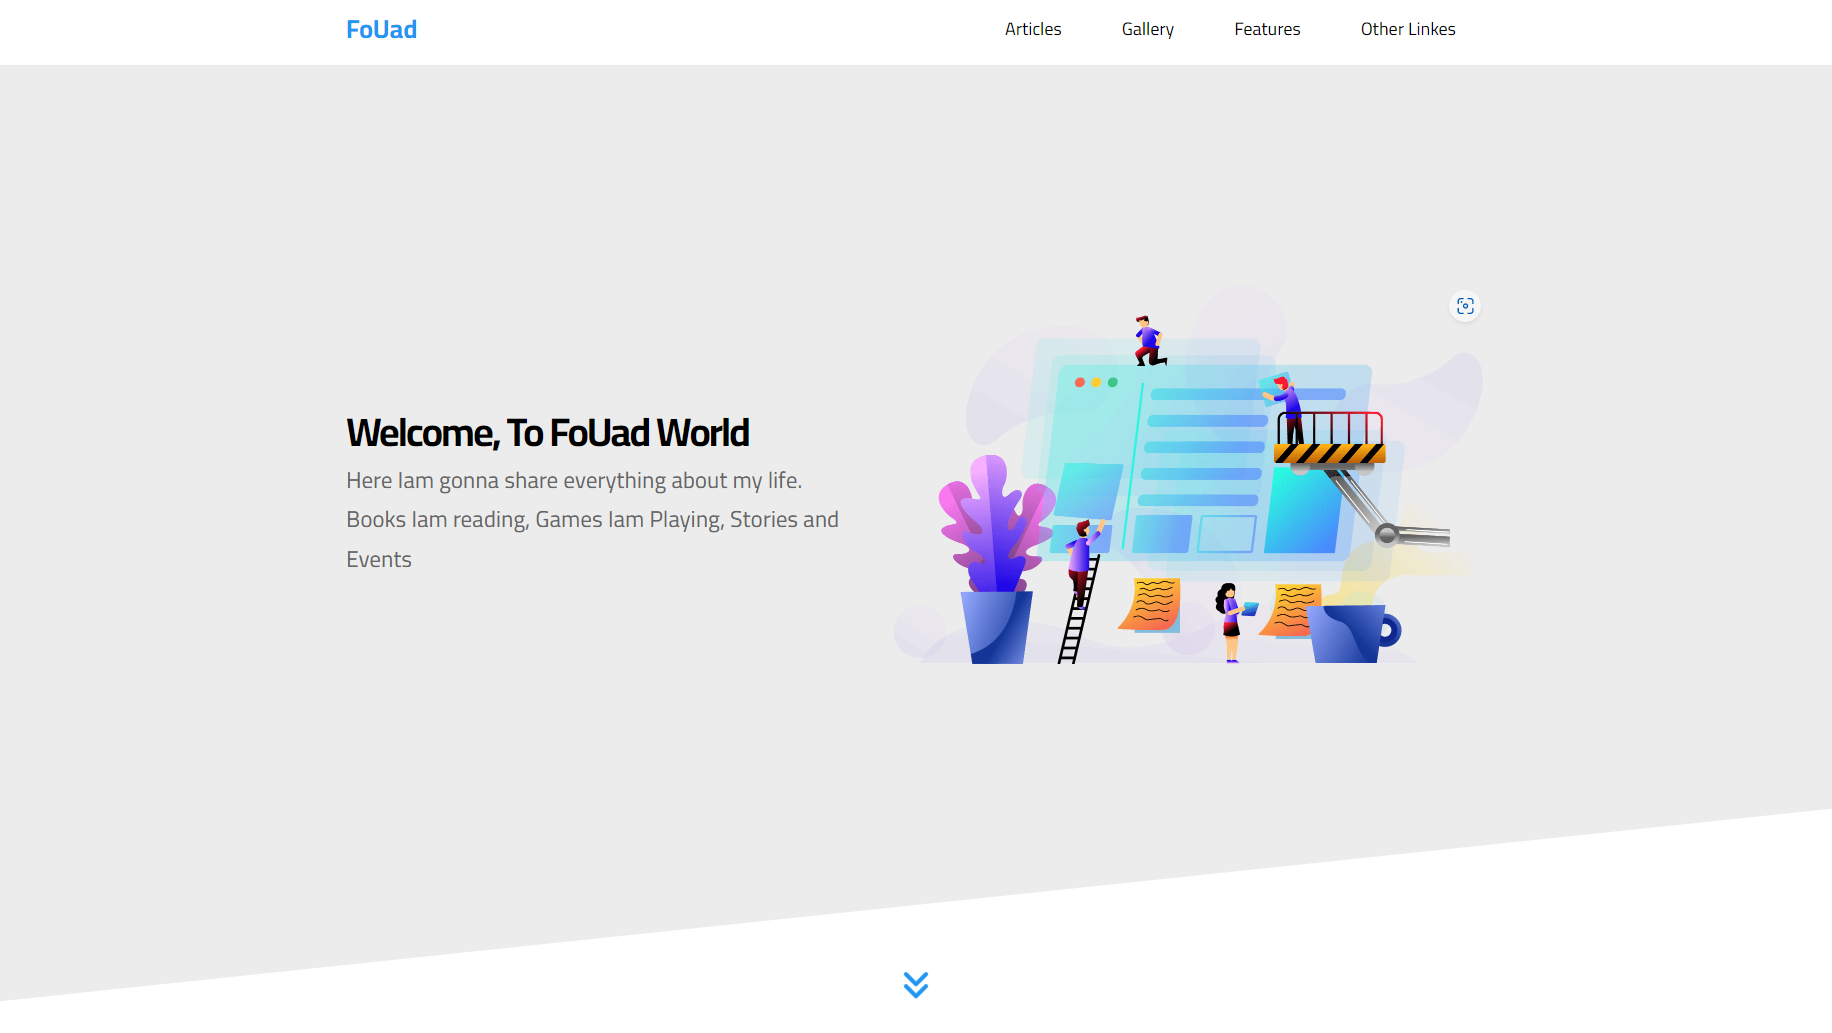 FoUad
Articles
Gallery
Features
Other Linkes
Welcome, To FoUad World
Here Iam gonna share everything about my life.
Books Iam reading, Games Iam Playing, Stories and
Events